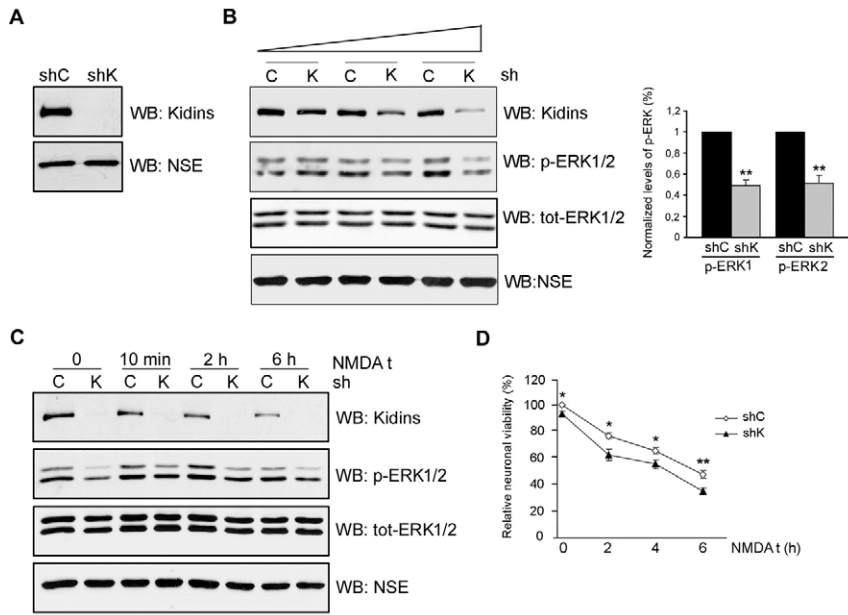 A
shC shK
WB: Kidins
WB: NSE
B
C K C K C K sh
WB: Kidins
WB: p-ERK1/2
WB: tot-ERK1/2
WB:NSE
Normalized levels of p-ERK (%)
1,2
1
0,8
0,6
0,4
0,2
0
** **
shC shK shC shK
p-ERK1 p-ERK2
C
0 10 min 2 h 6 h NMDA t
C K C K C K C K sh
WB: Kidins
WB: p-ERK1/2
WB: tot-ERK1/2
WB: NSE
D
Relative neuronal viability (%)
120
100
80
60
40
20
0
* * * **
shC
shK
0 2 4 6 NMDA t (h)